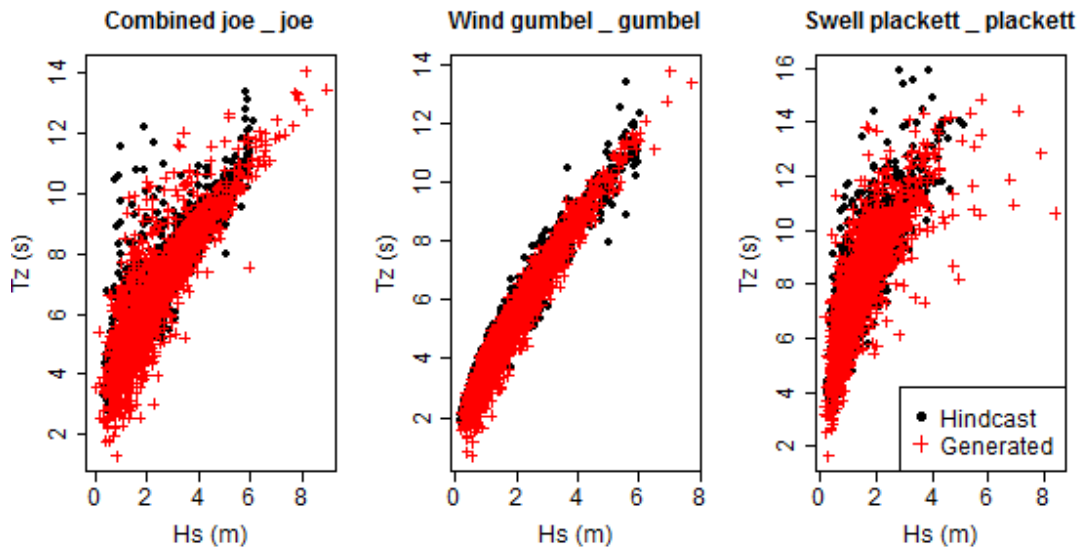 Combined joe _ joe
Tz (s)
14
12
10
8
6
4
2
0 2 4 6 8
Hs (m)
Wind gumbel _ gumbel
Tz (s)
14
12
10
8
6
4
2
0 2 4 6 8
Hs (m)
Swell plackett _ plackett
Tz (s)
16
14
12
10
8
6
4
2
0 2 4 6 8
Hs (m)
Hindcast
Generated